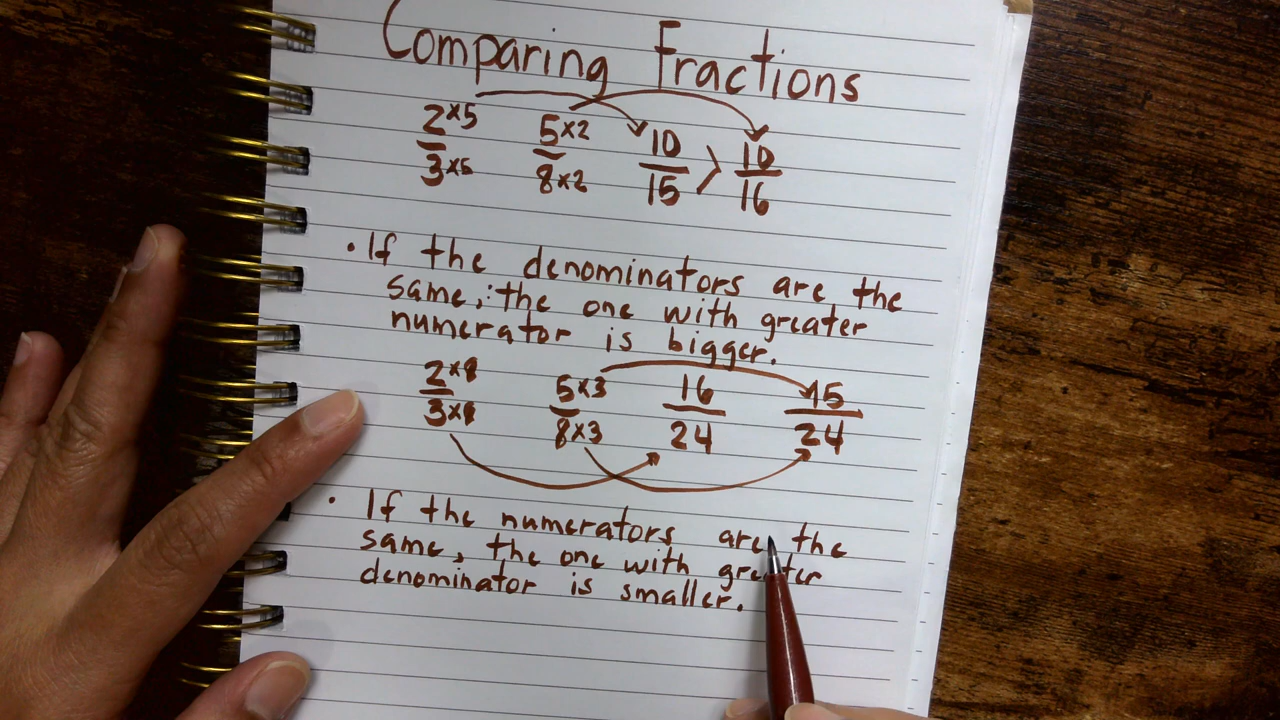 Comparing Fractions
2×5 5×2 10 > 10
3×5 8×2 15 16
• If the denominators are the
same, the one with greater
numerator is bigger.
2×8 5×3 16 15
3×8 8×3 24 24
• If the numerators are the
same, the one with greater
denominator is smaller.